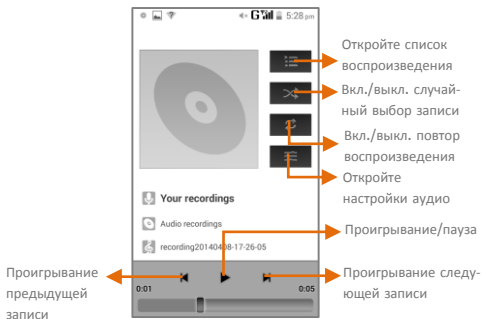 G 5:28 pm
Откройте список
воспроизведения
Вкл./выкл. случай-
ный выбор записи
Вкл./выкл. повтор
воспроизведения
Откройте
настройки аудио
Your recordings
Audio recordings
recording20140408-17-26-05
Проигрывание/пауза
Проигрывание
предыдущей
записи
Проигрывание следу-
ющей записи
0:01
0:05